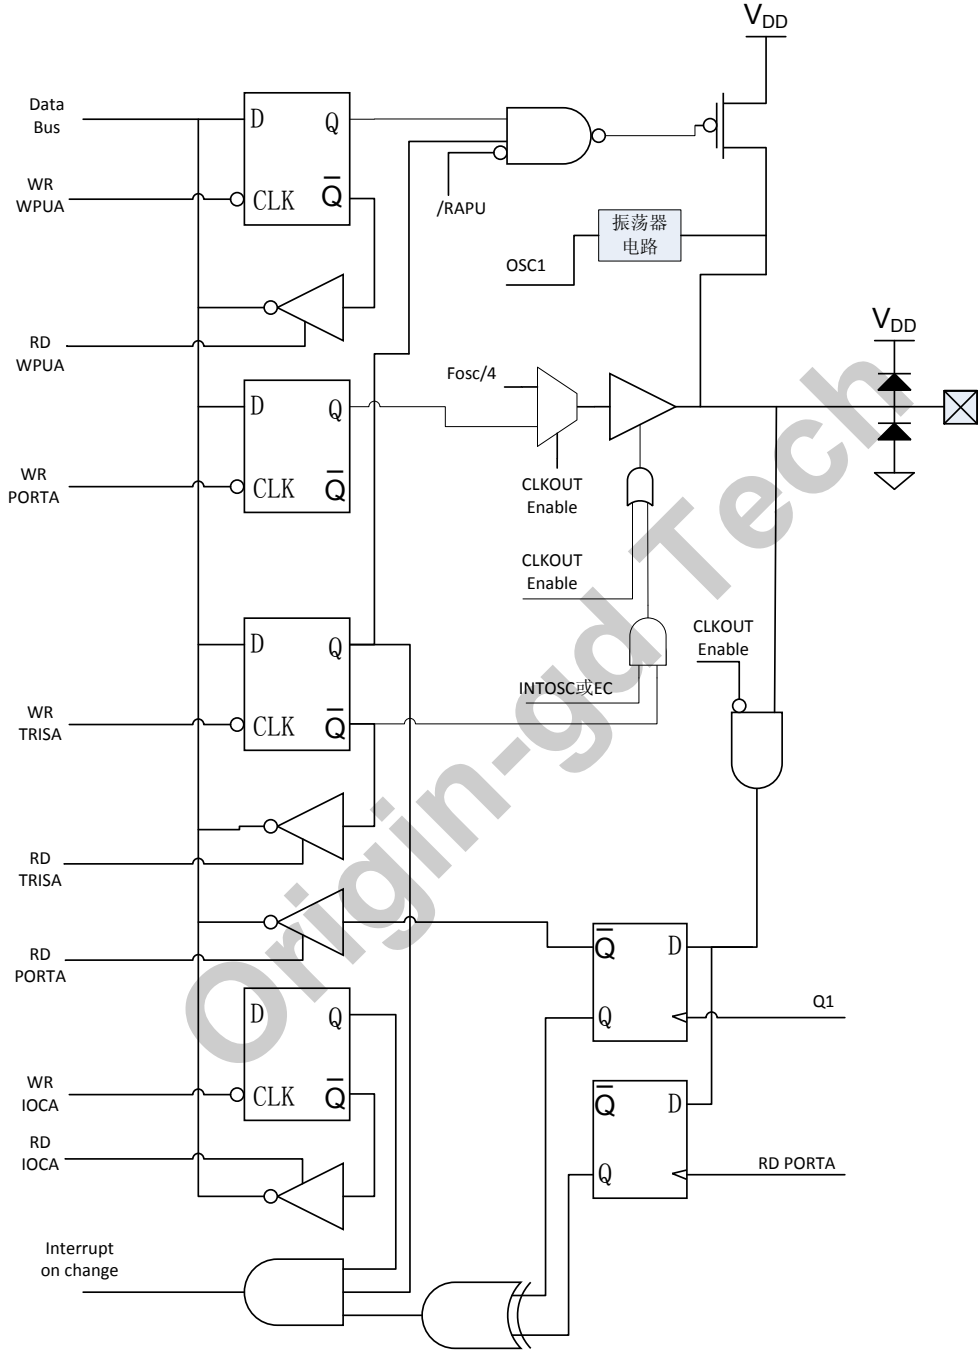 VDD
Data
Bus
D
Q
WR
WPUA
CLK
Q̅
/RAPU
振荡器
电路
OSC1
RD
WPUA
VDD
Fosc/4
D
Q
WR
PORTA
CLK
Q̅
CLKOUT
Enable
CLKOUT
Enable
D
Q
CLKOUT
Enable
INTOSC或EC
WR
TRISA
CLK
Q̅
RD
TRISA
RD
PORTA
Q̅
D
Q
Q1
D
Q
WR
IOCA
CLK
Q̅
Q̅
D
RD
IOCA
Q
RD PORTA
Interrupt
on change
Origin-gd Tech